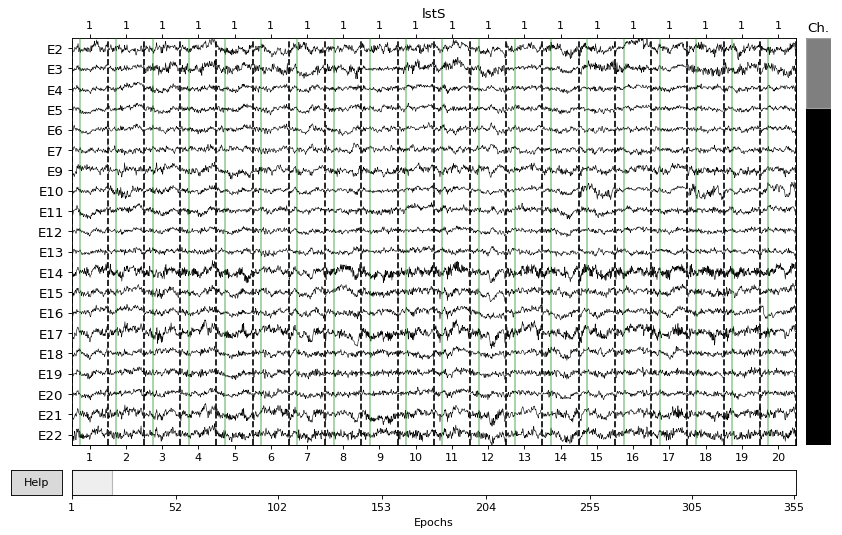 lstS
1 1 1 1 1 1 1 1 1 1 1 1 1 1 1 1 1 1 1 1
Ch.
E2
E3
E4
E5
E6
E7
E9
E10
E11
E12
E13
E14
E15
E16
E17
E18
E19
E20
E21
E22
1 2 3 4 5 6 7 8 9 10 11 12 13 14 15 16 17 18 19 20
Help
1 52 102 153 204 255 305 355
Epochs